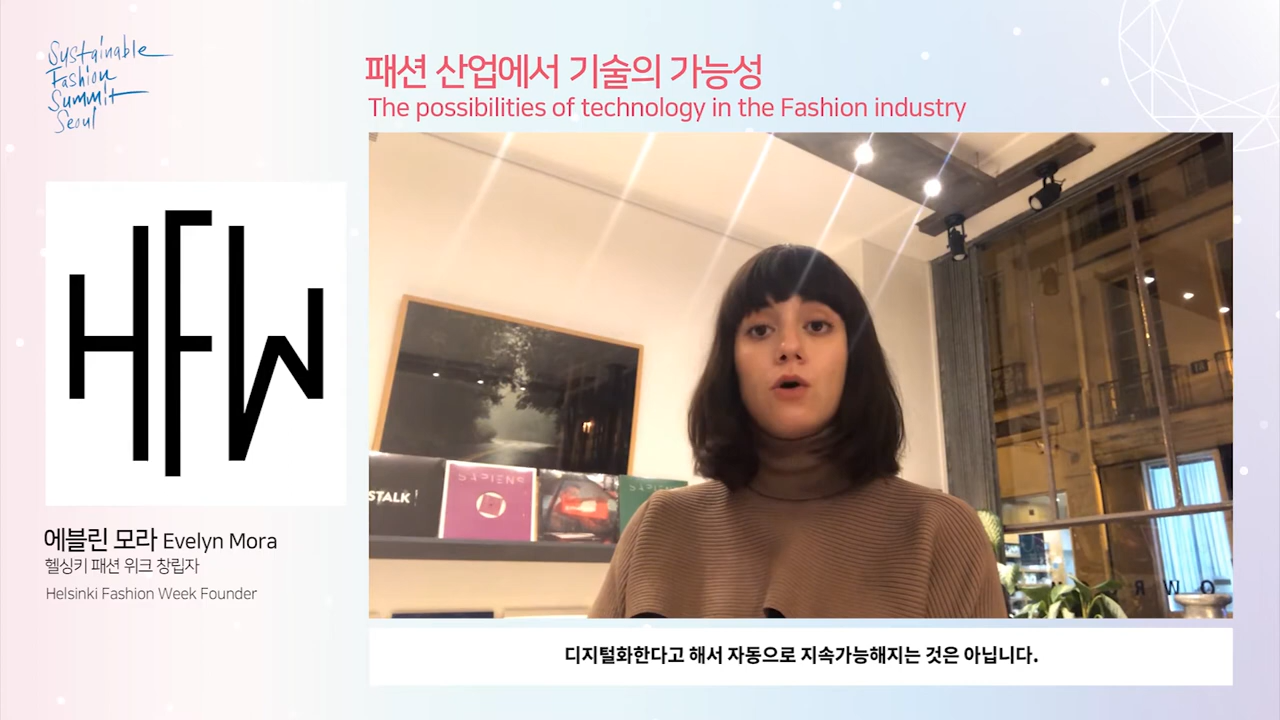 Sustainable
Fashion
Summit
Seoul
패션 산업에서 기술의 가능성
The possibilities of technology in the Fashion industry
HFW
STALK
SAPIENS
에블린 모라 Evelyn Mora
헬싱키 패션 위크 창립자
Helsinki Fashion Week Founder
디지털화한다고 해서 자동으로 지속가능해지는 것은 아닙니다.